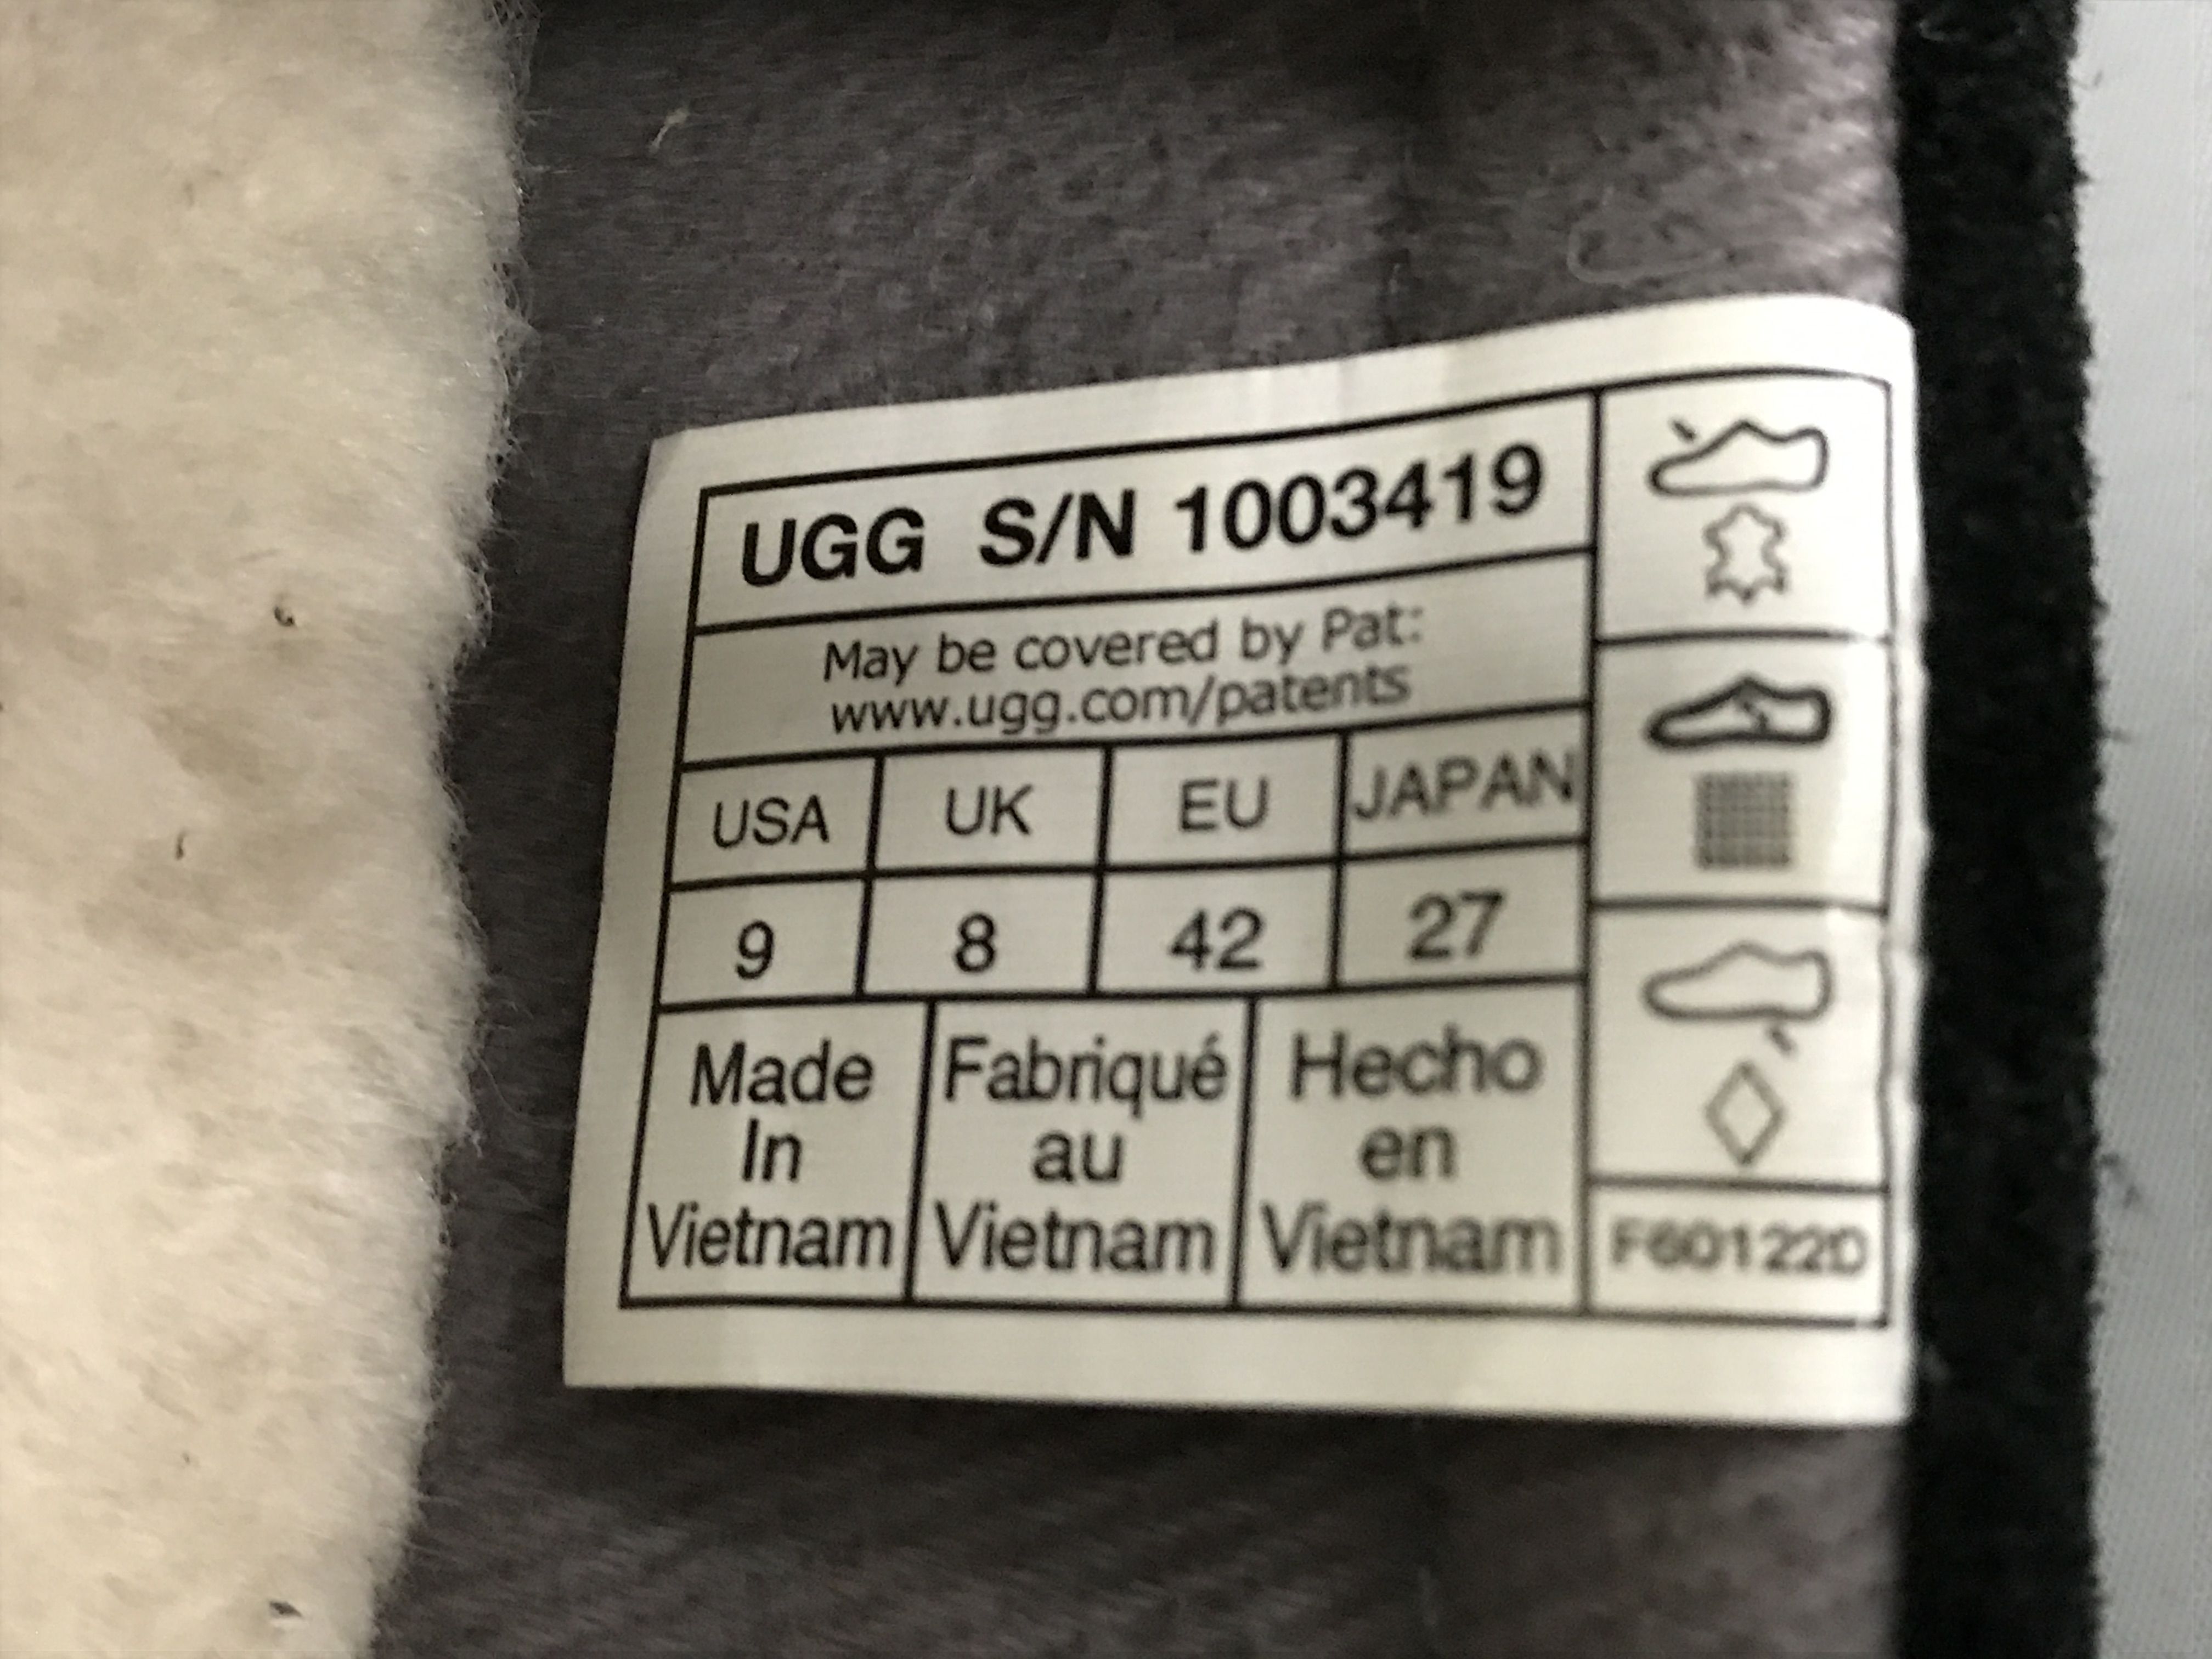 UGG S/N 1003419
May be covered by Pat:
www.ugg.com/patents
USA UK EU JAPAN
9 8 42 27
Made In Vietnam
Fabriqué au Vietnam
Hecho en Vietnam
F60122D